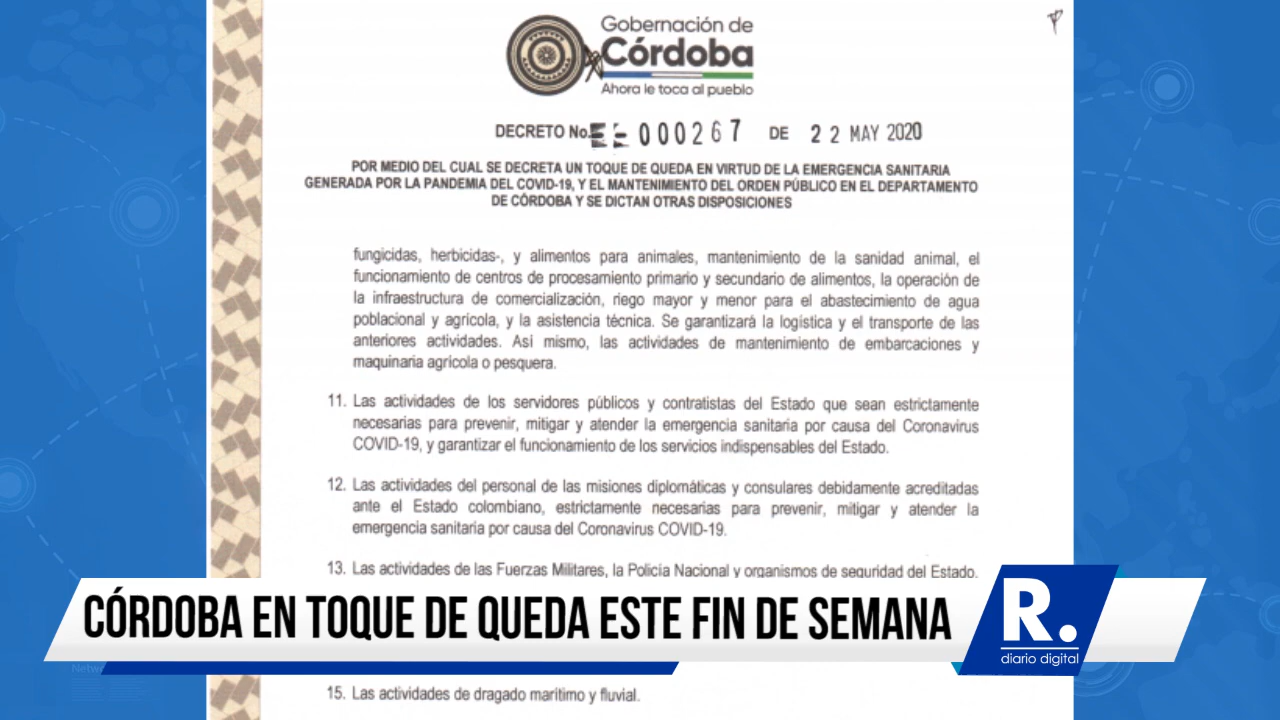 Gobernación de
Córdoba
Ahora le toca al pueblo
DECRETO No. 000267 DE 22 MAY 2020
POR MEDIO DEL CUAL SE DECRETA UN TOQUE DE QUEDA EN VIRTUD DE LA EMERGENCIA SANITARIA
GENERADA POR LA PANDEMIA DEL COVID-19, Y EL MANTENIMIENTO DEL ORDEN PÚBLICO EN EL DEPARTAMENTO
DE CÓRDOBA Y SE DICTAN OTRAS DISPOSICIONES
fungicidas, herbicidas-, y alimentos para animales, mantenimiento de la sanidad animal, el
funcionamiento de centros de procesamiento primario y secundario de alimentos, la operación de
la infraestructura de comercialización, riego mayor y menor para el abastecimiento de agua
poblacional y agrícola, y la asistencia técnica. Se garantizará la logística y el transporte de las
anteriores actividades. Así mismo, las actividades de mantenimiento de embarcaciones y
maquinaria agrícola o pesquera.
11. Las actividades de los servidores públicos y contratistas del Estado que sean estrictamente
necesarias para prevenir, mitigar y atender la emergencia sanitaria por causa del Coronavirus
COVID-19, y garantizar el funcionamiento de los servicios indispensables del Estado.
12. Las actividades del personal de las misiones diplomáticas y consulares debidamente acreditadas
ante el Estado colombiano, estrictamente necesarias para prevenir, mitigar y atender la
emergencia sanitaria por causa del Coronavirus COVID-19.
13. Las actividades de las Fuerzas Militares, la Policía Nacional y organismos de seguridad del Estado.
CÓRDOBA EN TOQUE DE QUEDA ESTE FIN DE SEMANA
R.
diario digital
15. Las actividades de dragado marítimo y fluvial.